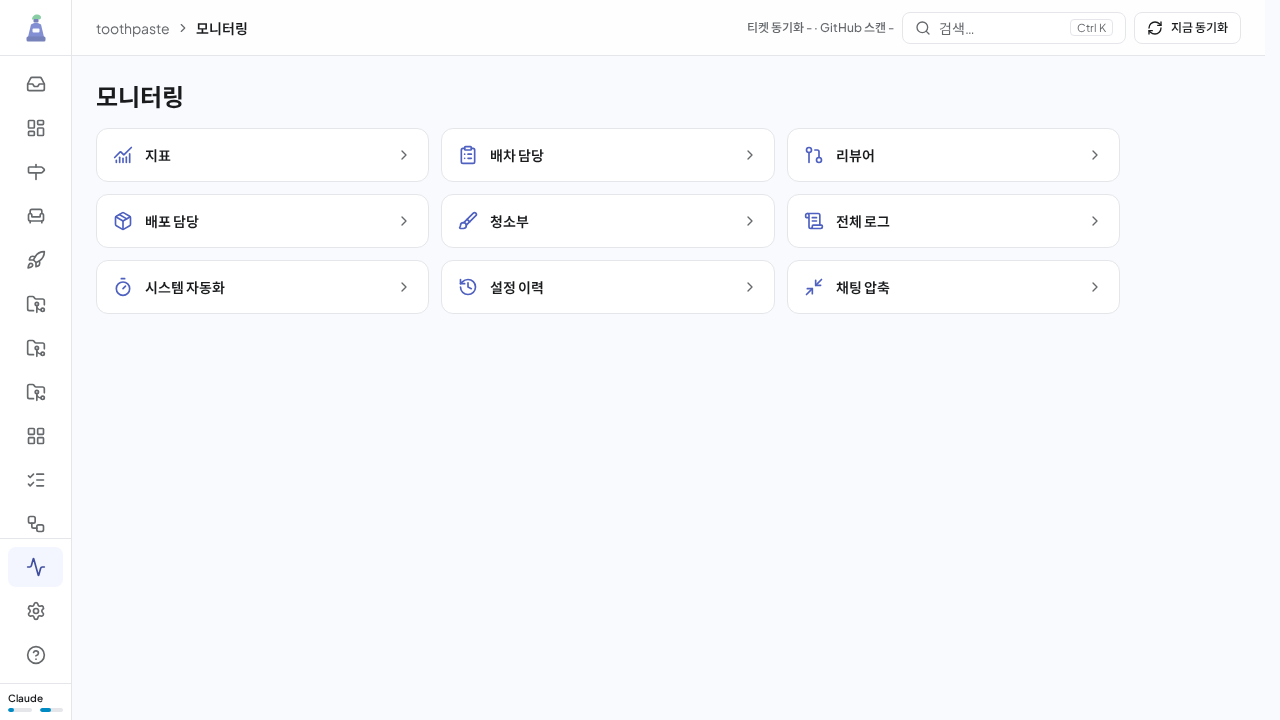 toothpaste > 모니터링
티켓 동기화 - · GitHub 스캔 -
검색...
Ctrl K
지금 동기화
모니터링
지표
배차 담당
리뷰어
배포 담당
청소부
전체 로그
시스템 자동화
설정 이력
채팅 압축
Claude